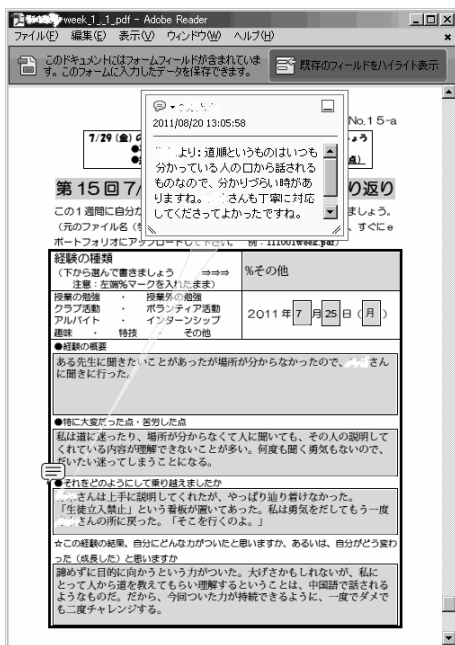 week_1_1_pdf - Adobe Reader
ファイル(F) 編集(E) 表示(V) ウィンドウ(W) ヘルプ(H)
このドキュメントにはフォームフィールドが含まれていま
す。このフォームに入力したデータを保存できます。
既存のフィールドをハイライト表示
2011/08/20 13:05:58
より: 道順というものはいつも
分かっている人の口から話される
ものなので、分かりづらい時があ
りますね。 さんも丁寧に対応
してくださってよかったですね。
No.15-a
7/29 (金)
第15回 7/ り返り
この1週間に自分が ましょう。
(元のファイル名 、すぐにe
ポートフォリオにアップロードして下さい。 例:111001week.pdf)
経験の種類
(下から選んで書きましょう ⇒⇒⇒
注意:左端%マークを入れたまま)
%その他
授業の勉強 ・ 授業外の勉強
クラブ活動 ・ ボランティア活動
アルバイト ・ インターンシップ
趣味 ・ 特技 ・ その他
2011年 7 月 25 日 ( 月 )
●経験の概要
ある先生に聞きたいことがあったが場所が分からなかったので、 さん
に聞きに行った。
●特に大変だった点・苦労した点
私は道に迷ったり、場所が分からなくて人に聞いても、その人の説明して
くれている内容が理解できないことが多い。何度も聞く勇気もないので、
だいたい迷ってしまうことになる。
●それをどのようにして乗り越えましたか
さんは上手に説明してくれたが、やっぱり辿り着けなかった。
「生徒立入禁止」という看板が置いてあった。私は勇気をだしてもう一度
さんの所に戻った。「そこを行くのよ。」
☆この経験の結果、自分にどんな力がついたと思いますか、あるいは、自分がどう変わ
った(成長した)と思いますか
諦めずに目的に向かうという力がついた。大げさかもしれないが、私に
とって人から道を教えてもらい理解するということは、中国語で話される
ようなものだ。だから、今回ついた力が持続できるように、一度でダメで
も二度チャレンジする。